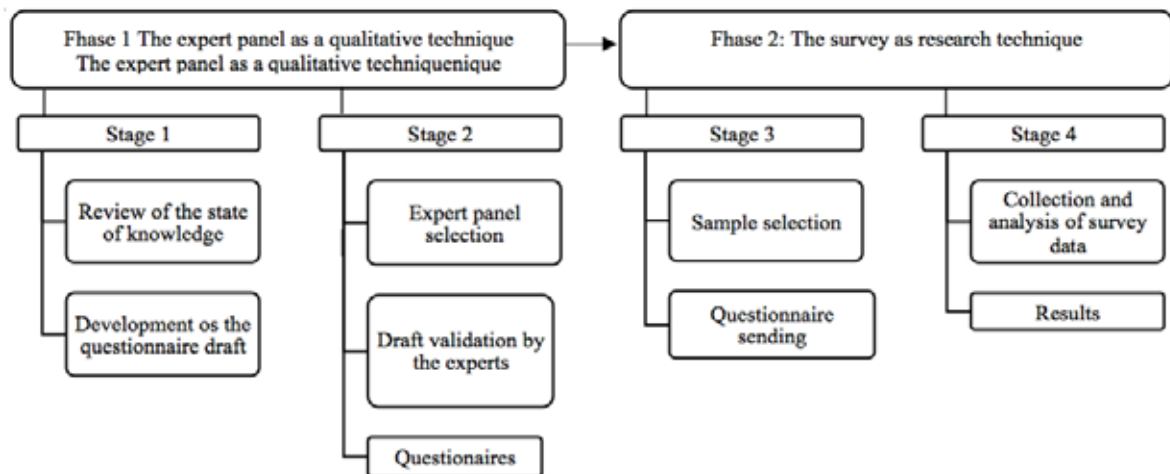 Fhase 1 The expert panel as a qualitative technique
The expert panel as a qualitative techniquenique
Fhase 2: The survey as research technique
Stage 1
Review of the state
of knowledge
Development os the
questionnaire draft
Stage 2
Expert panel
selection
Draft validation by
the experts
Questionaires
Stage 3
Sample selection
Questionnaire
sending
Stage 4
Collection and
analysis of survey
data
Results